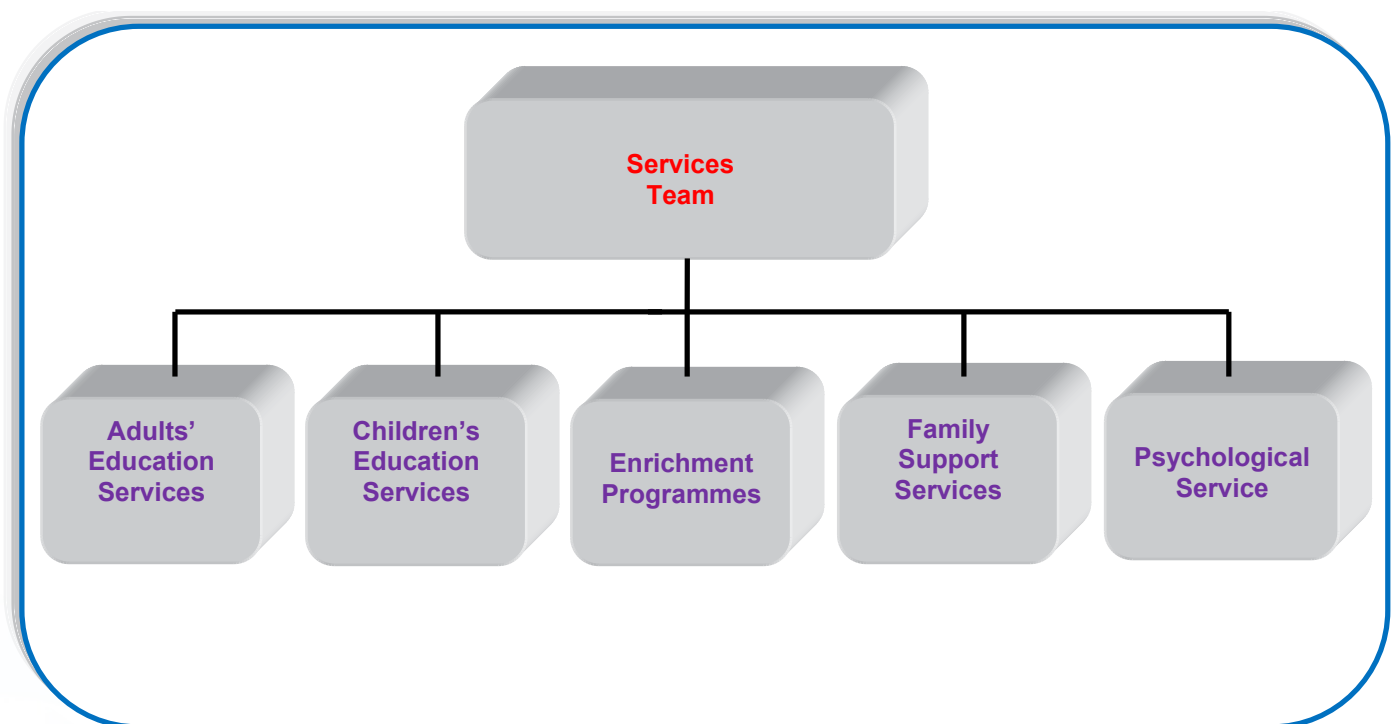 Services
Team
Adults’
Education
Services
Children’s
Education
Services
Enrichment
Programmes
Family
Support
Services
Psychological
Service